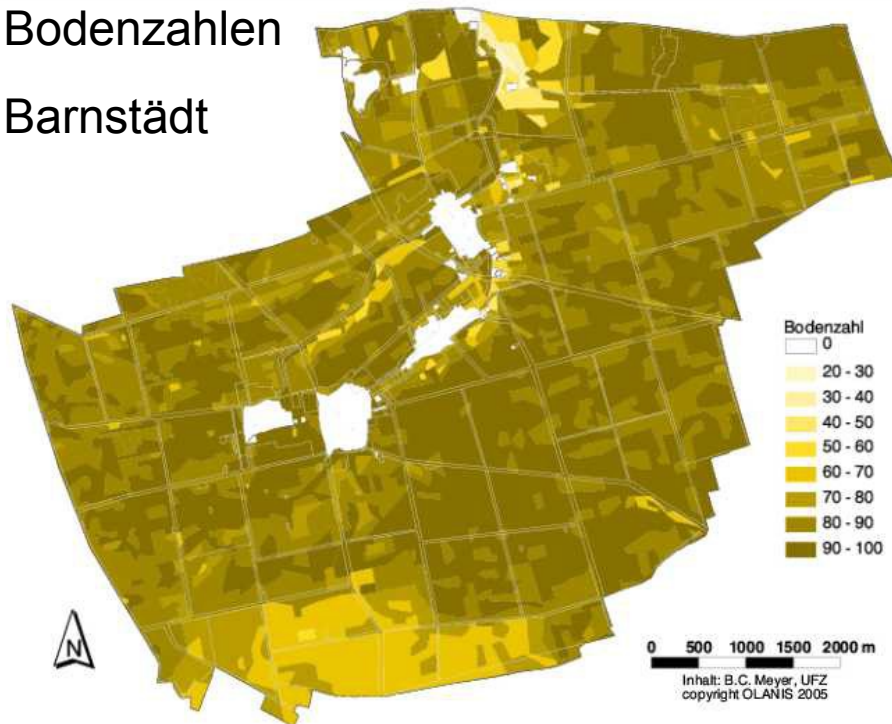 Bodenzahlen
Barnstädt
Bodenzahl
0
20 - 30
30 - 40
40 - 50
50 - 60
60 - 70
70 - 80
80 - 90
90 - 100
N
0 500 1000 1500 2000 m
Inhalt: B.C. Meyer, UFZ
copyright OLANIS 2005